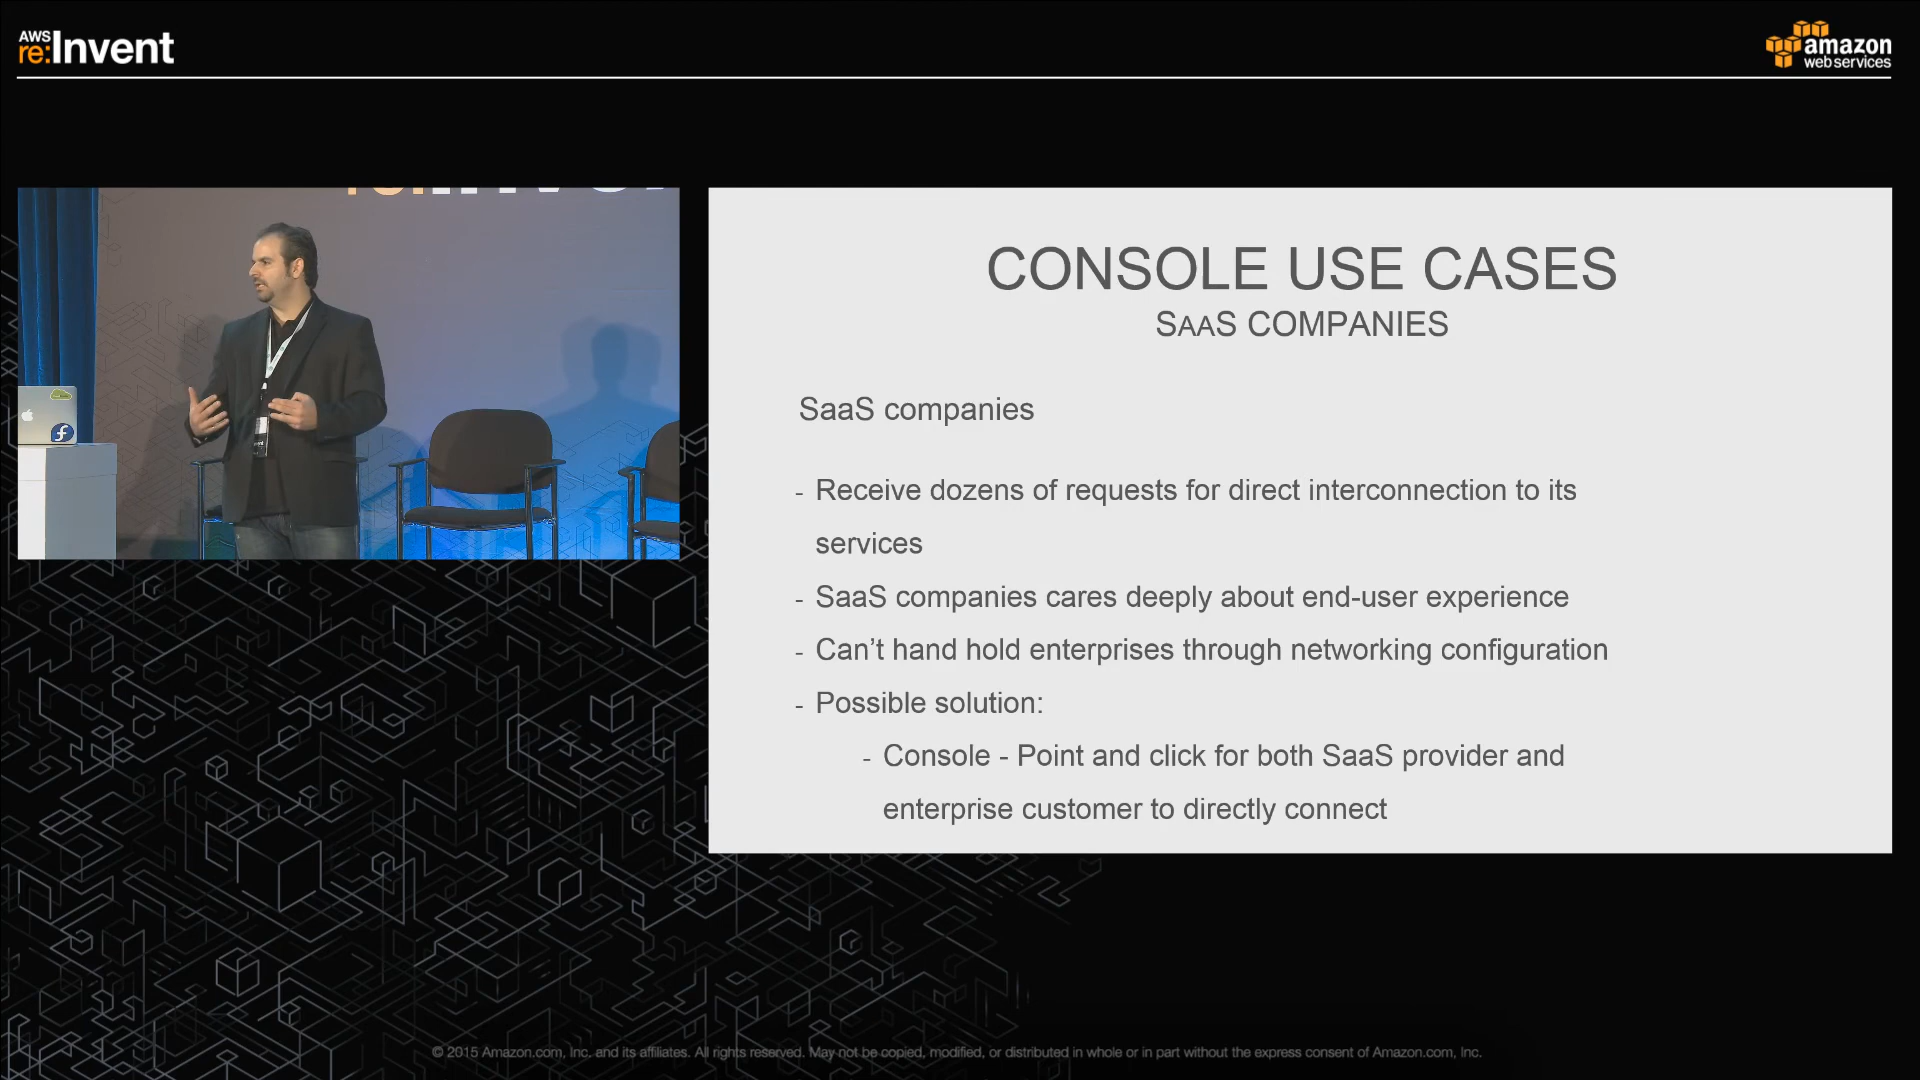 AWS
re:Invent
amazon
web services
CONSOLE USE CASES
SAAS COMPANIES
SaaS companies
- Receive dozens of requests for direct interconnection to its
services
- SaaS companies cares deeply about end-user experience
- Can't hand hold enterprises through networking configuration
- Possible solution:
- Console - Point and click for both SaaS provider and
enterprise customer to directly connect
© 2015 Amazon.com, Inc. and its affiliates. All rights reserved. May not be copied, modified, or distributed in whole or in part without the express consent of Amazon.com, Inc.